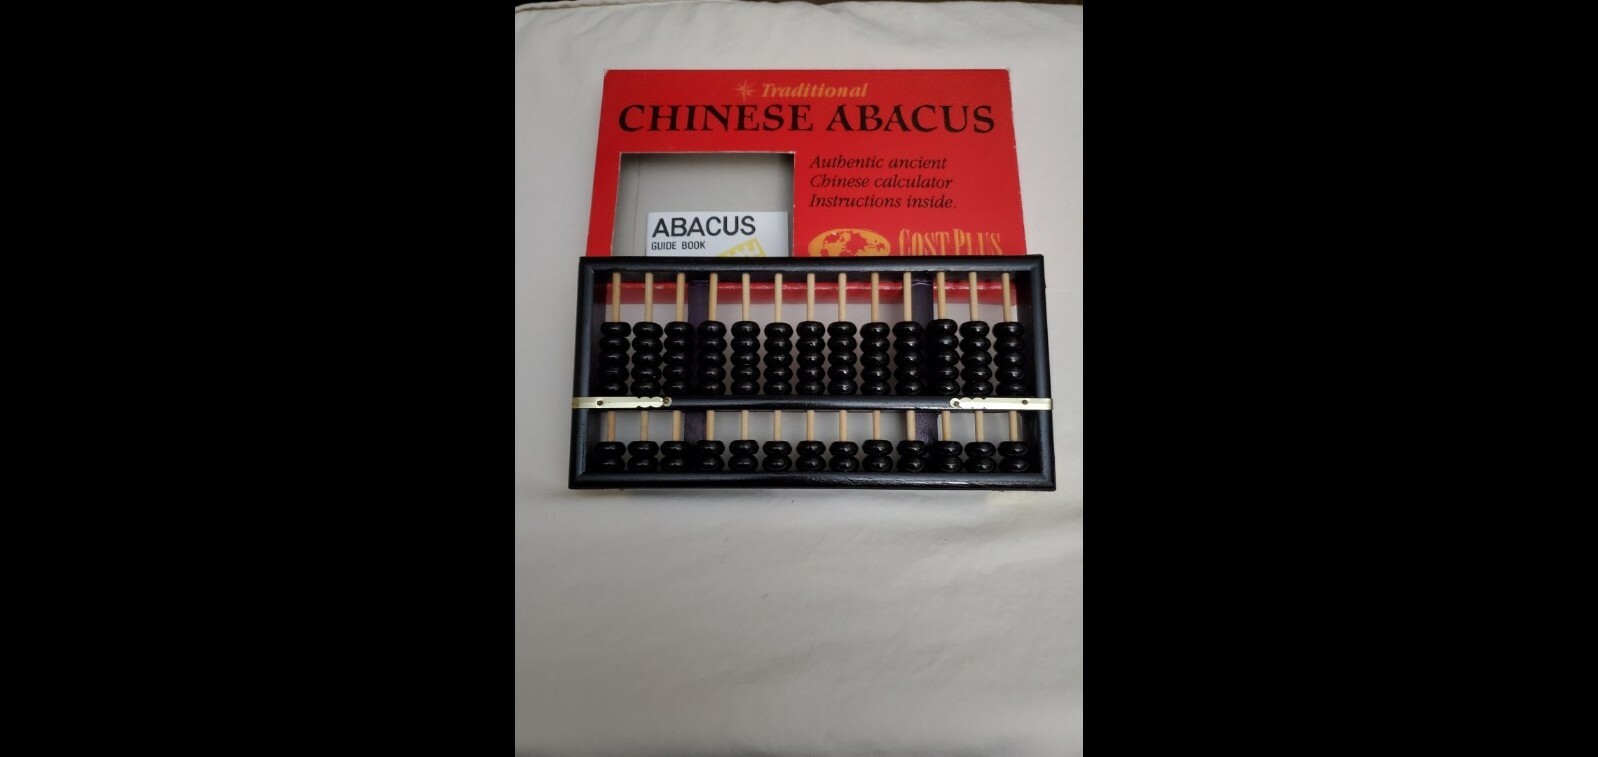 Traditional
CHINESE ABACUS
Authentic ancient
Chinese calculator
Instructions inside.
COST PLUS
ABACUS
GUIDE BOOK